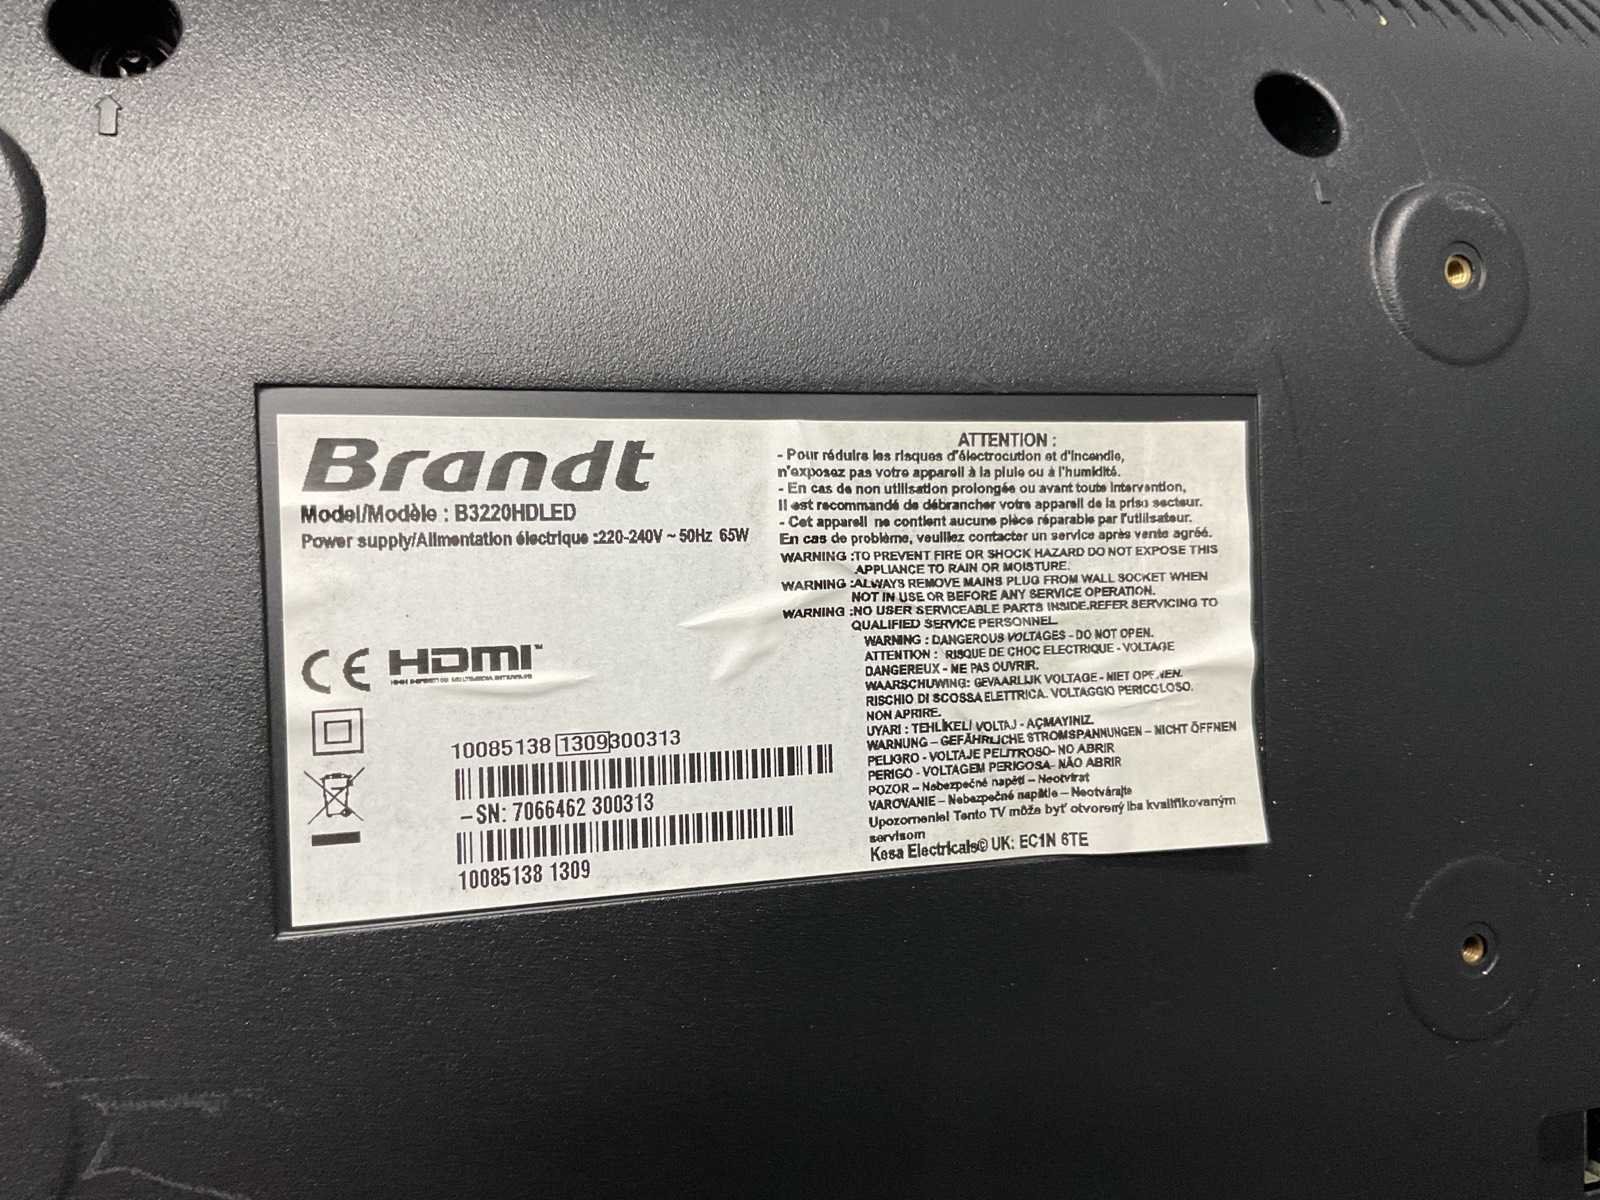 Brandt
Model/Modèle : B3220HDLED
Power supply/Alimentation électrique :220-240V ~ 50Hz 65W
CE HDMI™
HIGH DEFINITION MULTIMEDIA INTERFACE
10085138 1309 300313
–SN: 7066462 300313
10085138 1309
ATTENTION :
- Pour réduire les risques d'électrocution et d'incendie,
n'exposez pas votre appareil à la pluie ou à l'humidité.
- En cas de non utilisation prolongée ou avant toute intervention,
Il est recommandé de débrancher votre appareil de la prise secteur.
- Cet appareil ne contient aucune pièce réparable par l'utilisateur.
En cas de problème, veuillez contacter un service après vente agréé.
WARNING :TO PREVENT FIRE OR SHOCK HAZARD DO NOT EXPOSE THIS
APPLIANCE TO RAIN OR MOISTURE.
WARNING :ALWAYS REMOVE MAINS PLUG FROM WALL SOCKET WHEN
NOT IN USE OR BEFORE ANY SERVICE OPERATION.
WARNING :NO USER SERVICEABLE PARTS INSIDE.REFER SERVICING TO
QUALIFIED SERVICE PERSONNEL.
WARNING : DANGEROUS VOLTAGES - DO NOT OPEN.
ATTENTION : RISQUE DE CHOC ELECTRIQUE - VOLTAGE
DANGEREUX - NE PAS OUVRIR.
WAARSCHUWING: GEVAARLIJK VOLTAGE - NIET OPENEN.
RISCHIO DI SCOSSA ELETTRICA. VOLTAGGIO PERICOLOSO.
NON APRIRE.
UYARI : TEHLİKELİ VOLTAJ - AÇMAYINIZ.
WARNUNG – GEFÄHRLICHE STROMSPANNUNGEN – NICHT ÖFFNEN
PELIGRO - VOLTAJE PELITROSO- NO ABRIR
PERIGO - VOLTAGEM PERIGOSA- NÃO ABRIR
POZOR – Nebezpečné napětí – Neotvírat
VAROVANIE – Nebezpečné napätie – Neotvárajte
Upozornenie! Tento TV môže byť otvorený iba kvalifikovaným
servisom
Kesa Electricals© UK: EC1N 6TE